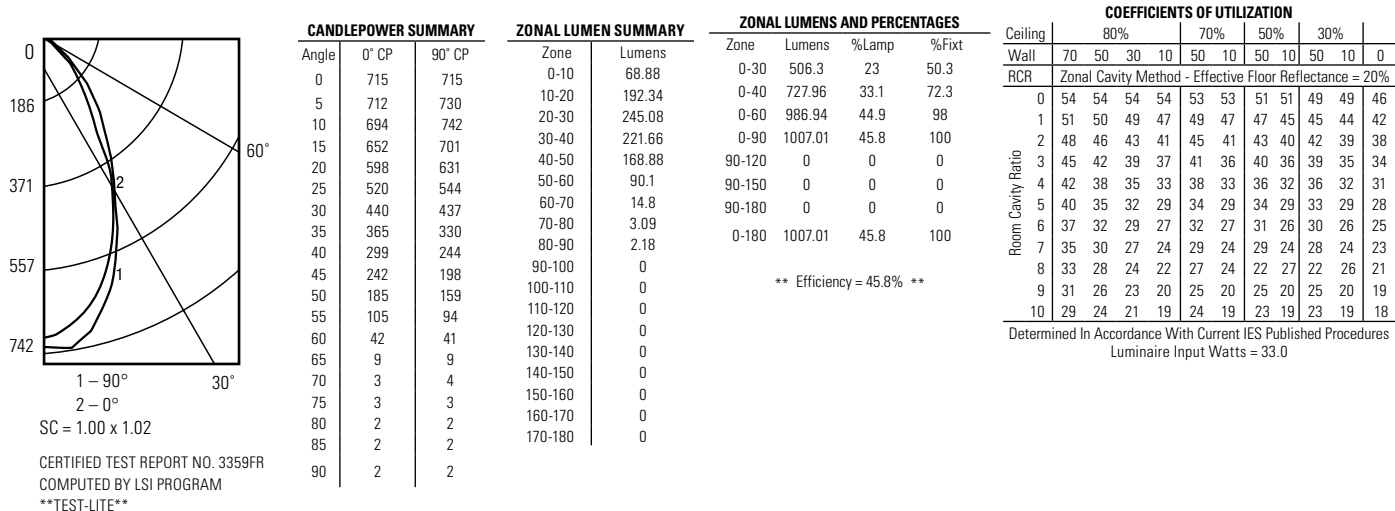 0
186
371
557
742
60°
30°
2
1
1 – 90°
2 – 0°
SC = 1.00 x 1.02
CERTIFIED TEST REPORT NO. 3359FR
COMPUTED BY LSI PROGRAM
**TEST-LITE**
CANDLEPOWER SUMMARY
Angle 0° CP 90° CP
0 715 715
5 712 730
10 694 742
15 652 701
20 598 631
25 520 544
30 440 437
35 365 330
40 299 244
45 242 198
50 185 159
55 105 94
60 42 41
65 9 9
70 3 4
75 3 3
80 2 2
85 2 2
90 2 2
ZONAL LUMEN SUMMARY
Zone Lumens
0-10 68.88
10-20 192.34
20-30 245.08
30-40 221.66
40-50 168.88
50-60 90.1
60-70 14.8
70-80 3.09
80-90 2.18
90-100 0
100-110 0
110-120 0
120-130 0
130-140 0
140-150 0
150-160 0
160-170 0
170-180 0
ZONAL LUMENS AND PERCENTAGES
Zone Lumens %Lamp %Fixt
0-30 506.3 23 50.3
0-40 727.96 33.1 72.3
0-60 986.94 44.9 98
0-90 1007.01 45.8 100
90-120 0 0 0
90-150 0 0 0
90-180 0 0 0
0-180 1007.01 45.8 100
** Efficiency = 45.8% **
COEFFICIENTS OF UTILIZATION
Ceiling 80% 70% 50% 30%
Wall 70 50 30 10 50 10 50 10 50 10 0
RCR Zonal Cavity Method - Effective Floor Reflectance = 20%
Room Cavity Ratio
0 54 54 54 54 53 53 51 51 49 49 46
1 51 50 49 47 49 47 47 45 45 44 42
2 48 46 43 41 45 41 43 40 42 39 38
3 45 42 39 37 41 36 40 36 39 35 34
4 42 38 35 33 38 33 36 32 36 32 31
5 40 35 32 29 34 29 34 29 33 29 28
6 37 32 29 27 32 27 31 26 30 26 25
7 35 30 27 24 29 24 29 24 28 24 23
8 33 28 24 22 27 24 22 27 22 26 21
9 31 26 23 20 25 20 25 20 25 20 19
10 29 24 21 19 24 19 23 19 23 19 18
Determined In Accordance With Current IES Published Procedures
Luminaire Input Watts = 33.0